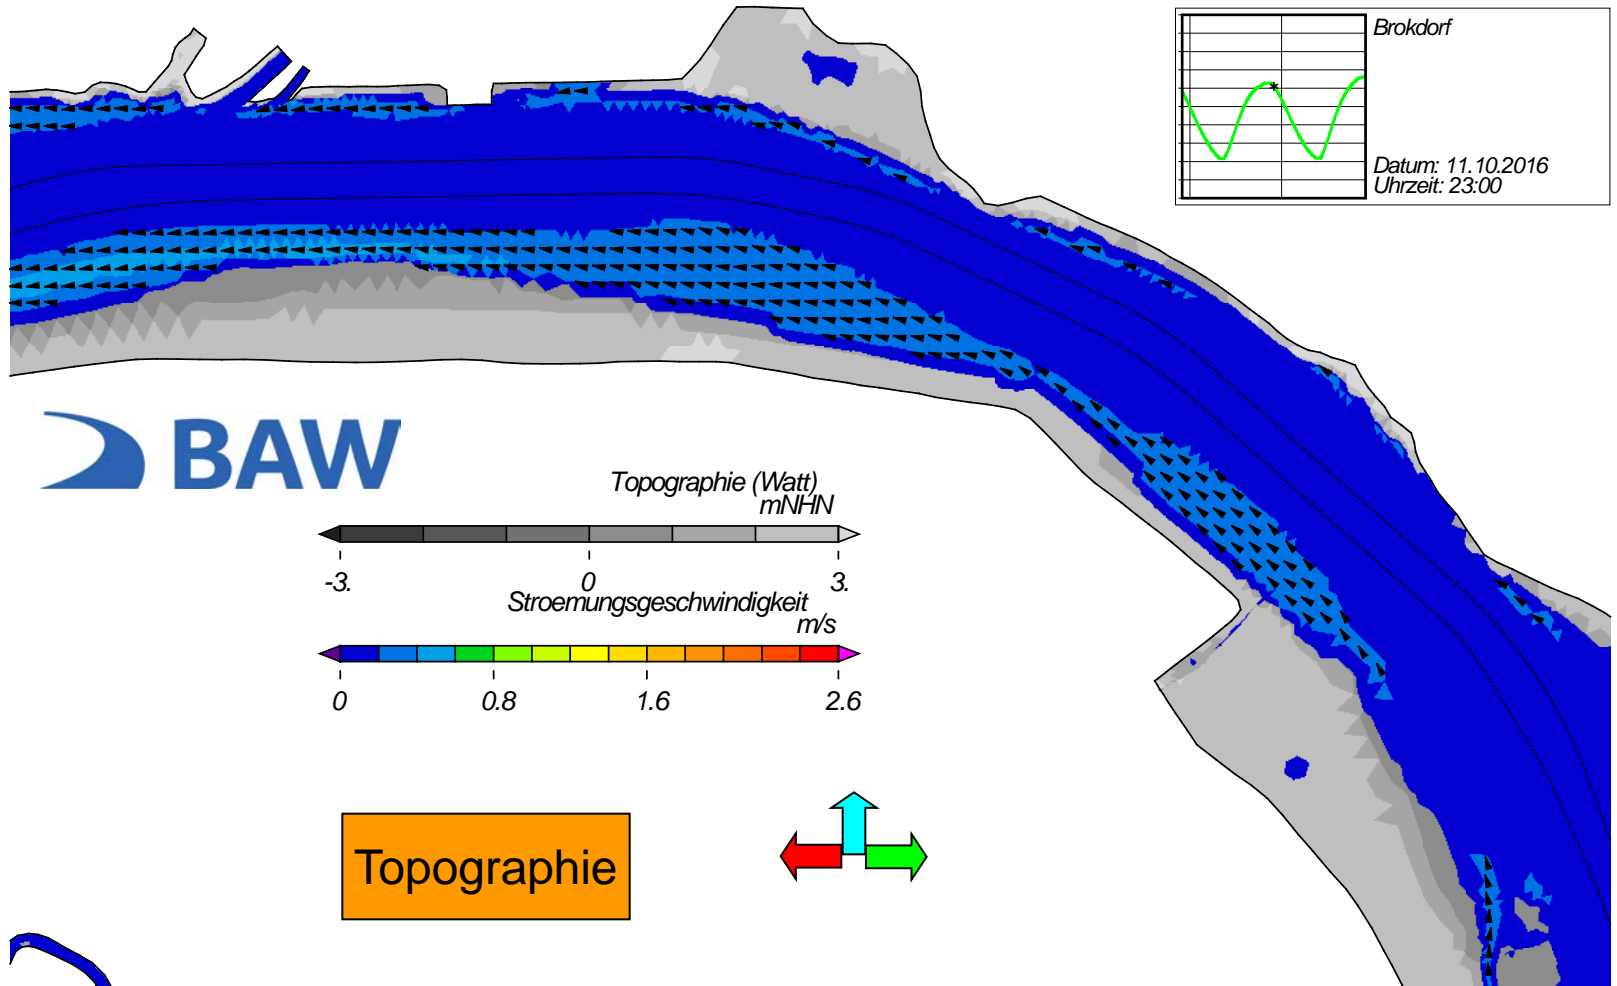 Brokdorf
Datum: 11.10.2016
Uhrzeit: 23:00
BAW
Topographie (Watt)
mNHN
-3. 0 3.
Stroemungsgeschwindigkeit
m/s
0 0.8 1.6 2.6
Topographie